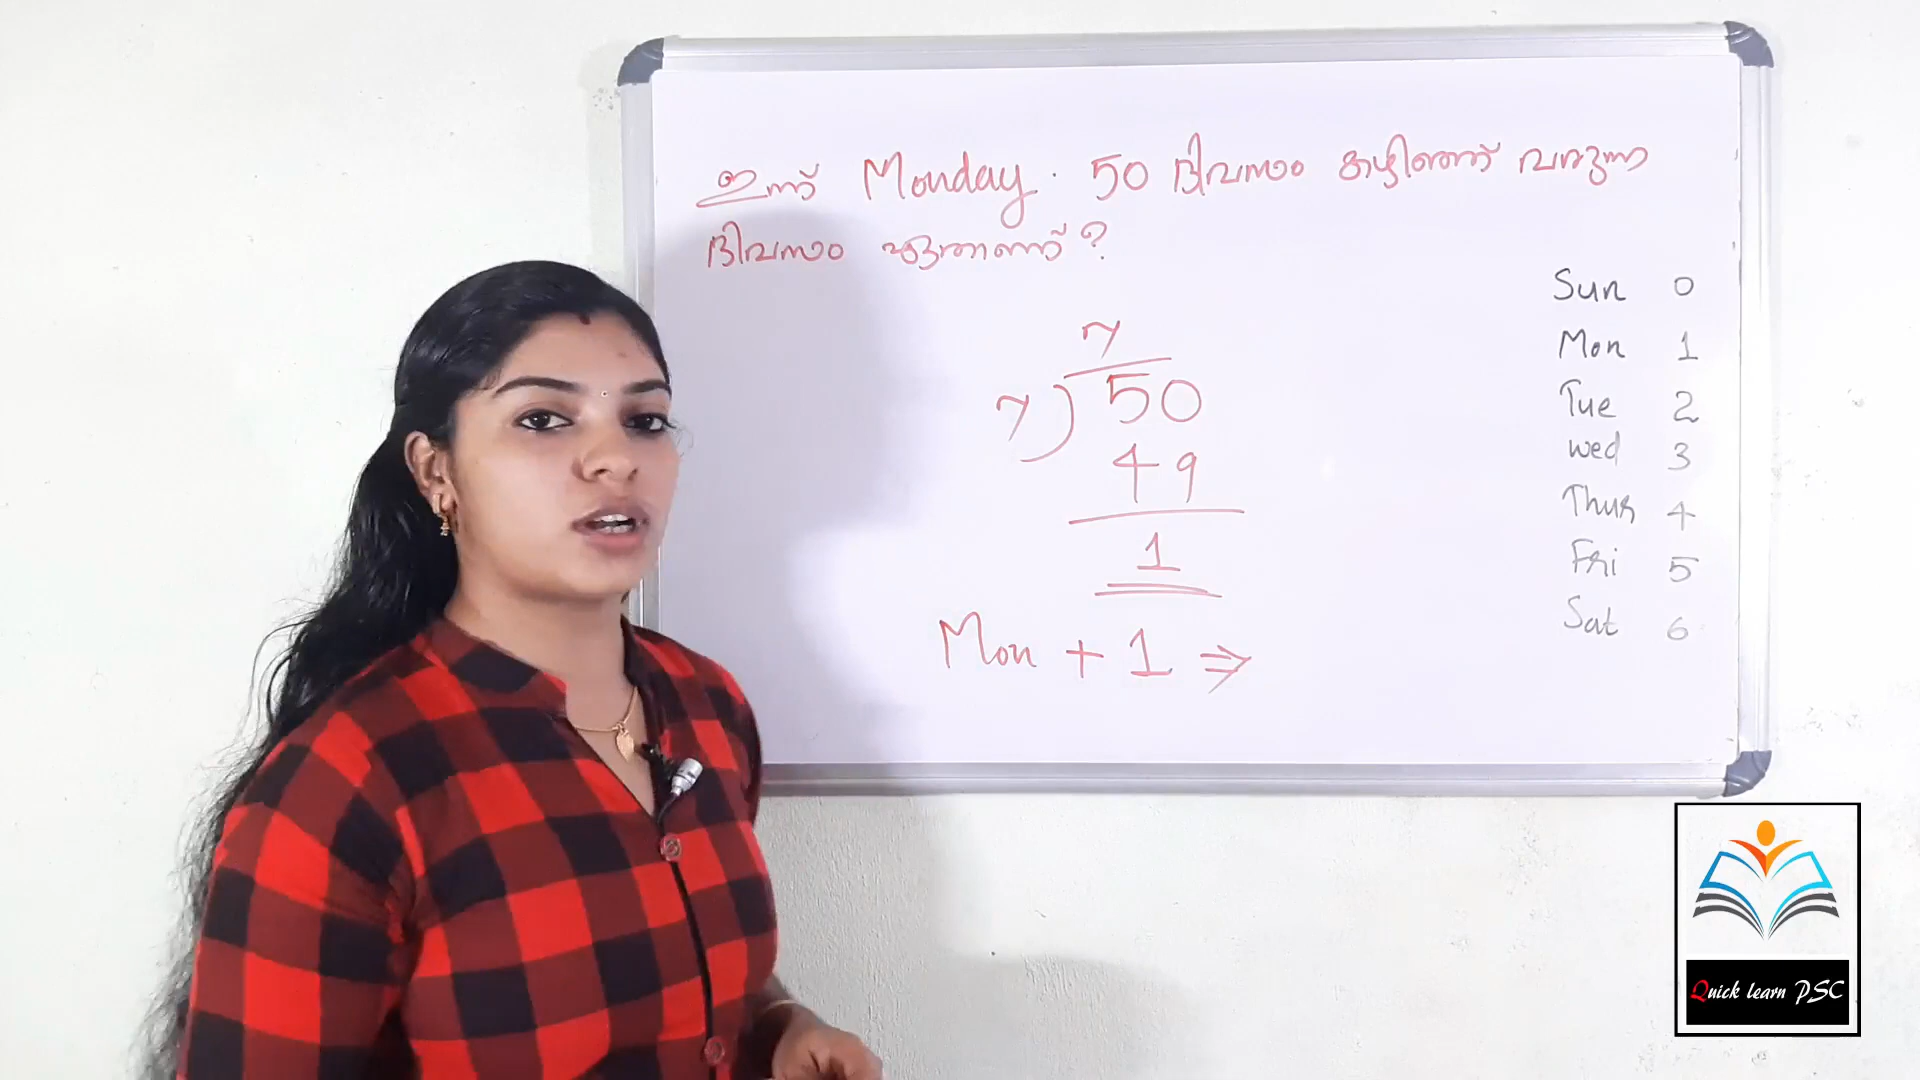 ഇന്ന് Monday. 50 ദിവസം കഴിഞ്ഞ് വരുന്ന
ദിവസം ഏതാണ്?
7
7) 50
49
1
Mon + 1 ⇒
Sun 0
Mon 1
Tue 2
Wed 3
Thur 4
Fri 5
Sat 6
Quick learn PSC